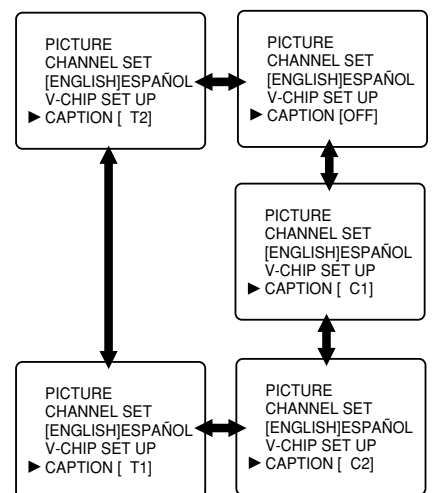 PICTURE
CHANNEL SET
[ENGLISH]ESPAÑOL
V-CHIP SET UP
▶ CAPTION [ T2]
PICTURE
CHANNEL SET
[ENGLISH]ESPAÑOL
V-CHIP SET UP
▶ CAPTION [OFF]
PICTURE
CHANNEL SET
[ENGLISH]ESPAÑOL
V-CHIP SET UP
▶ CAPTION [ C1]
PICTURE
CHANNEL SET
[ENGLISH]ESPAÑOL
V-CHIP SET UP
▶ CAPTION [ T1]
PICTURE
CHANNEL SET
[ENGLISH]ESPAÑOL
V-CHIP SET UP
▶ CAPTION [ C2]